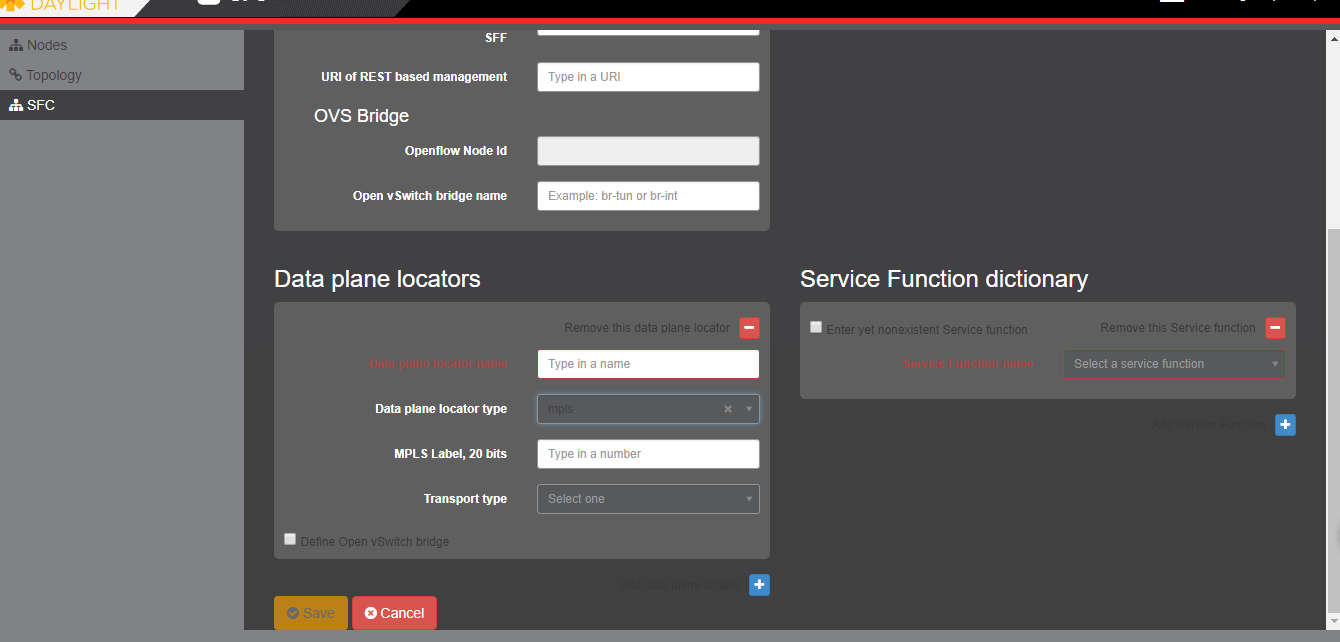 DAYLIGHT
Nodes
Topology
SFC
SFF
URI of REST based management
Type in a URI
OVS Bridge
Openflow Node Id
Open vSwitch bridge name
Example: br-tun or br-int
Data plane locators
Remove this data plane locator
Data plane locator name
Type in a name
Data plane locator type
mpls
MPLS Label, 20 bits
Type in a number
Transport type
Select one
Define Open vSwitch bridge
Add data plane locator
Save
Cancel
Service Function dictionary
Enter yet nonexistent Service function
Remove this Service function
Service Function name
Select a service function
Add Service Function